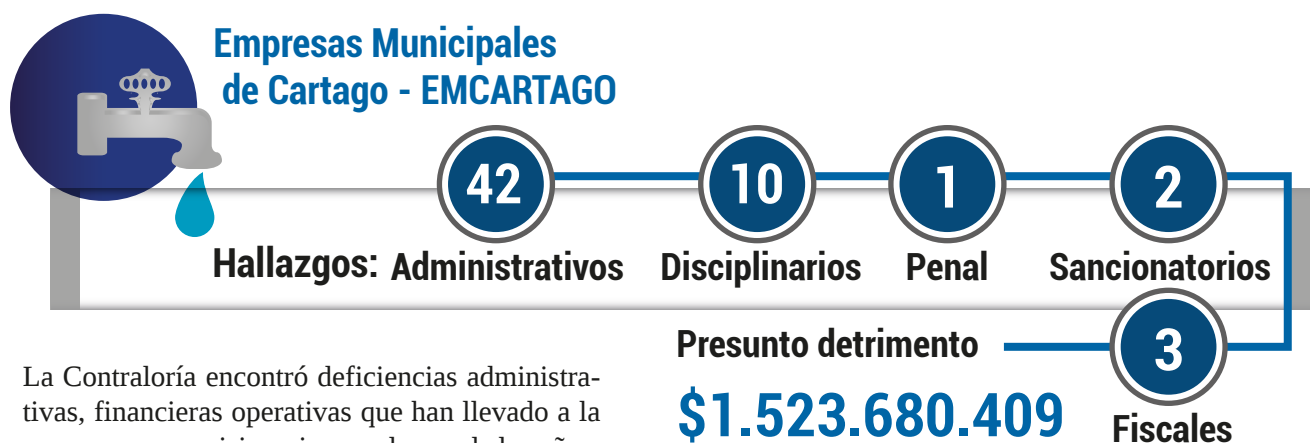 Empresas Municipales
de Cartago - EMCARTAGO
42 10 1 2
Hallazgos: Administrativos Disciplinarios Penal Sancionatorios
Presunto detrimento 3
$1.523.680.409 Fiscales
La Contraloría encontró deficiencias administra-
tivas, financieras operativas que han llevado a la